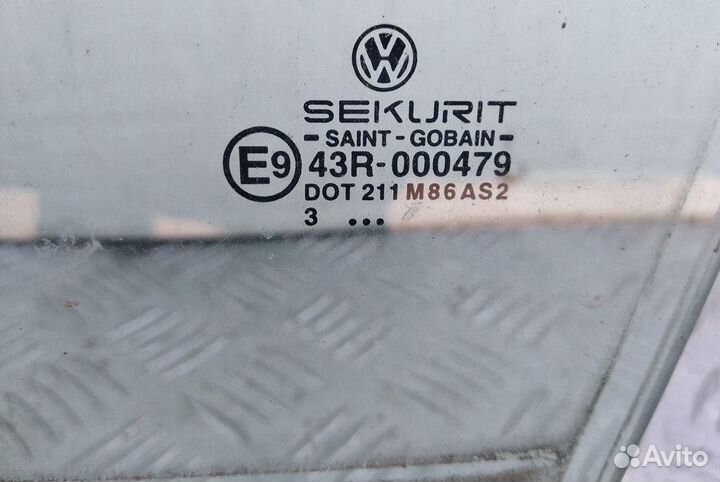 SEKURIT
-SAINT-GOBAIN-
E9 43R-000479
DOT 211 M86AS2
3 ...
Avito